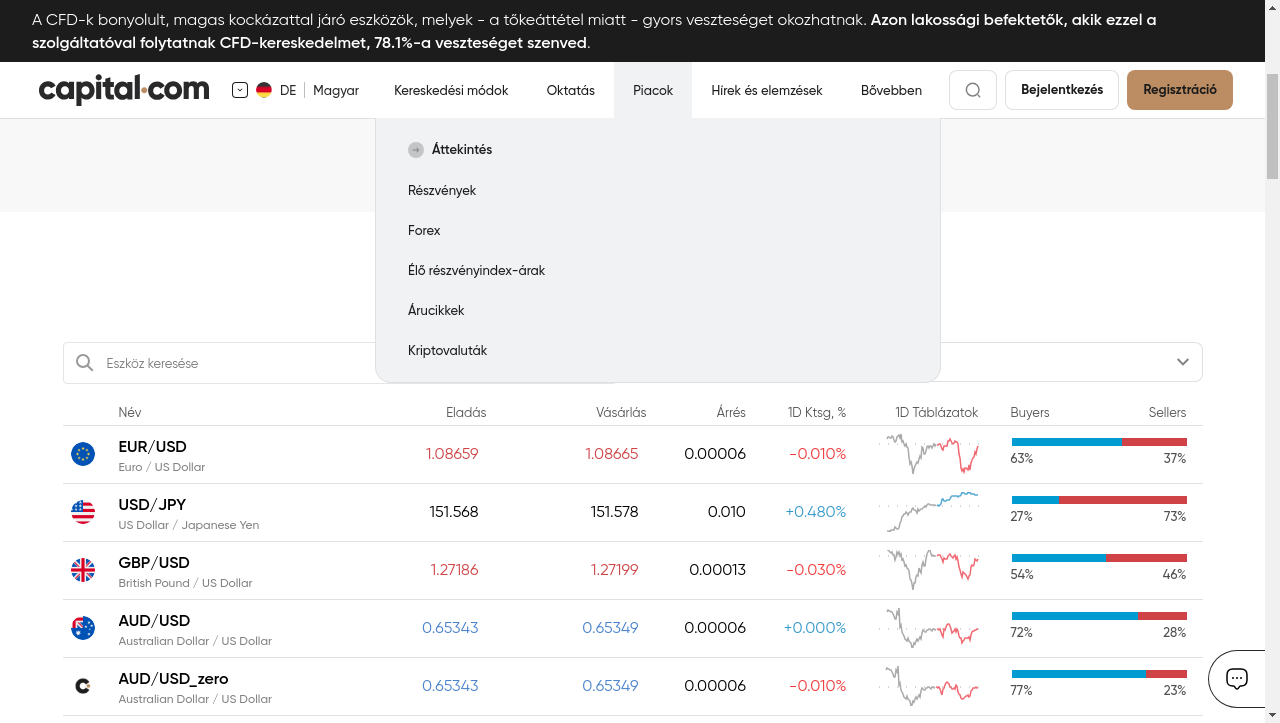 A CFD-k bonyolult, magas kockázattal járó eszközök, melyek - a tőkeáttétel miatt - gyors veszteséget okozhatnak. Azon lakossági befektetők, akik ezzel a
szolgáltatóval folytatnak CFD-kereskedelmet, 78.1%-a veszteséget szenved.
capital.com DE Magyar Kereskedési módok Oktatás Piacok Hírek és elemzések Bővebben Bejelentkezés Regisztráció
Áttekintés
Részvények
Forex
Élő részvényindex-árak
Árucikkek
Kriptovaluták
Eszköz keresése
Név Eladás Vásárlás Árrés 1D Ktsg, % 1D Táblázatok Buyers Sellers
EUR/USD 1.08659 1.08665 0.00006 -0.010%
Euro / US Dollar 63% 37%
USD/JPY 151.568 151.578 0.010 +0.480%
US Dollar / Japanese Yen 27% 73%
GBP/USD 1.27186 1.27199 0.00013 -0.030%
British Pound / US Dollar 54% 46%
AUD/USD 0.65343 0.65349 0.00006 +0.000%
Australian Dollar / US Dollar 72% 28%
AUD/USD_zero 0.65343 0.65349 0.00006 -0.010%
Australian Dollar / US Dollar 77% 23%